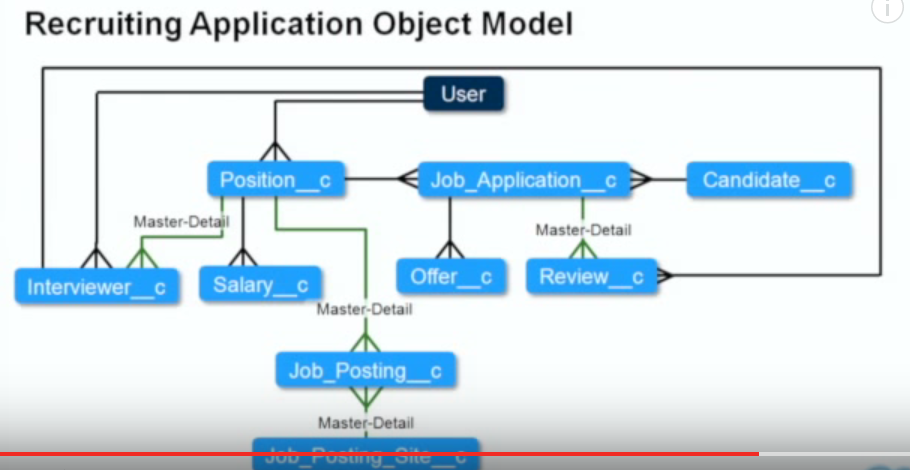 Recruiting Application Object Model
User
Position__c
Job_Application__c
Candidate__c
Master-Detail
Master-Detail
Interviewer__c
Salary__c
Offer__c
Review__c
Master-Detail
Job_Posting__c
Master-Detail
Job_Posting_Site__c